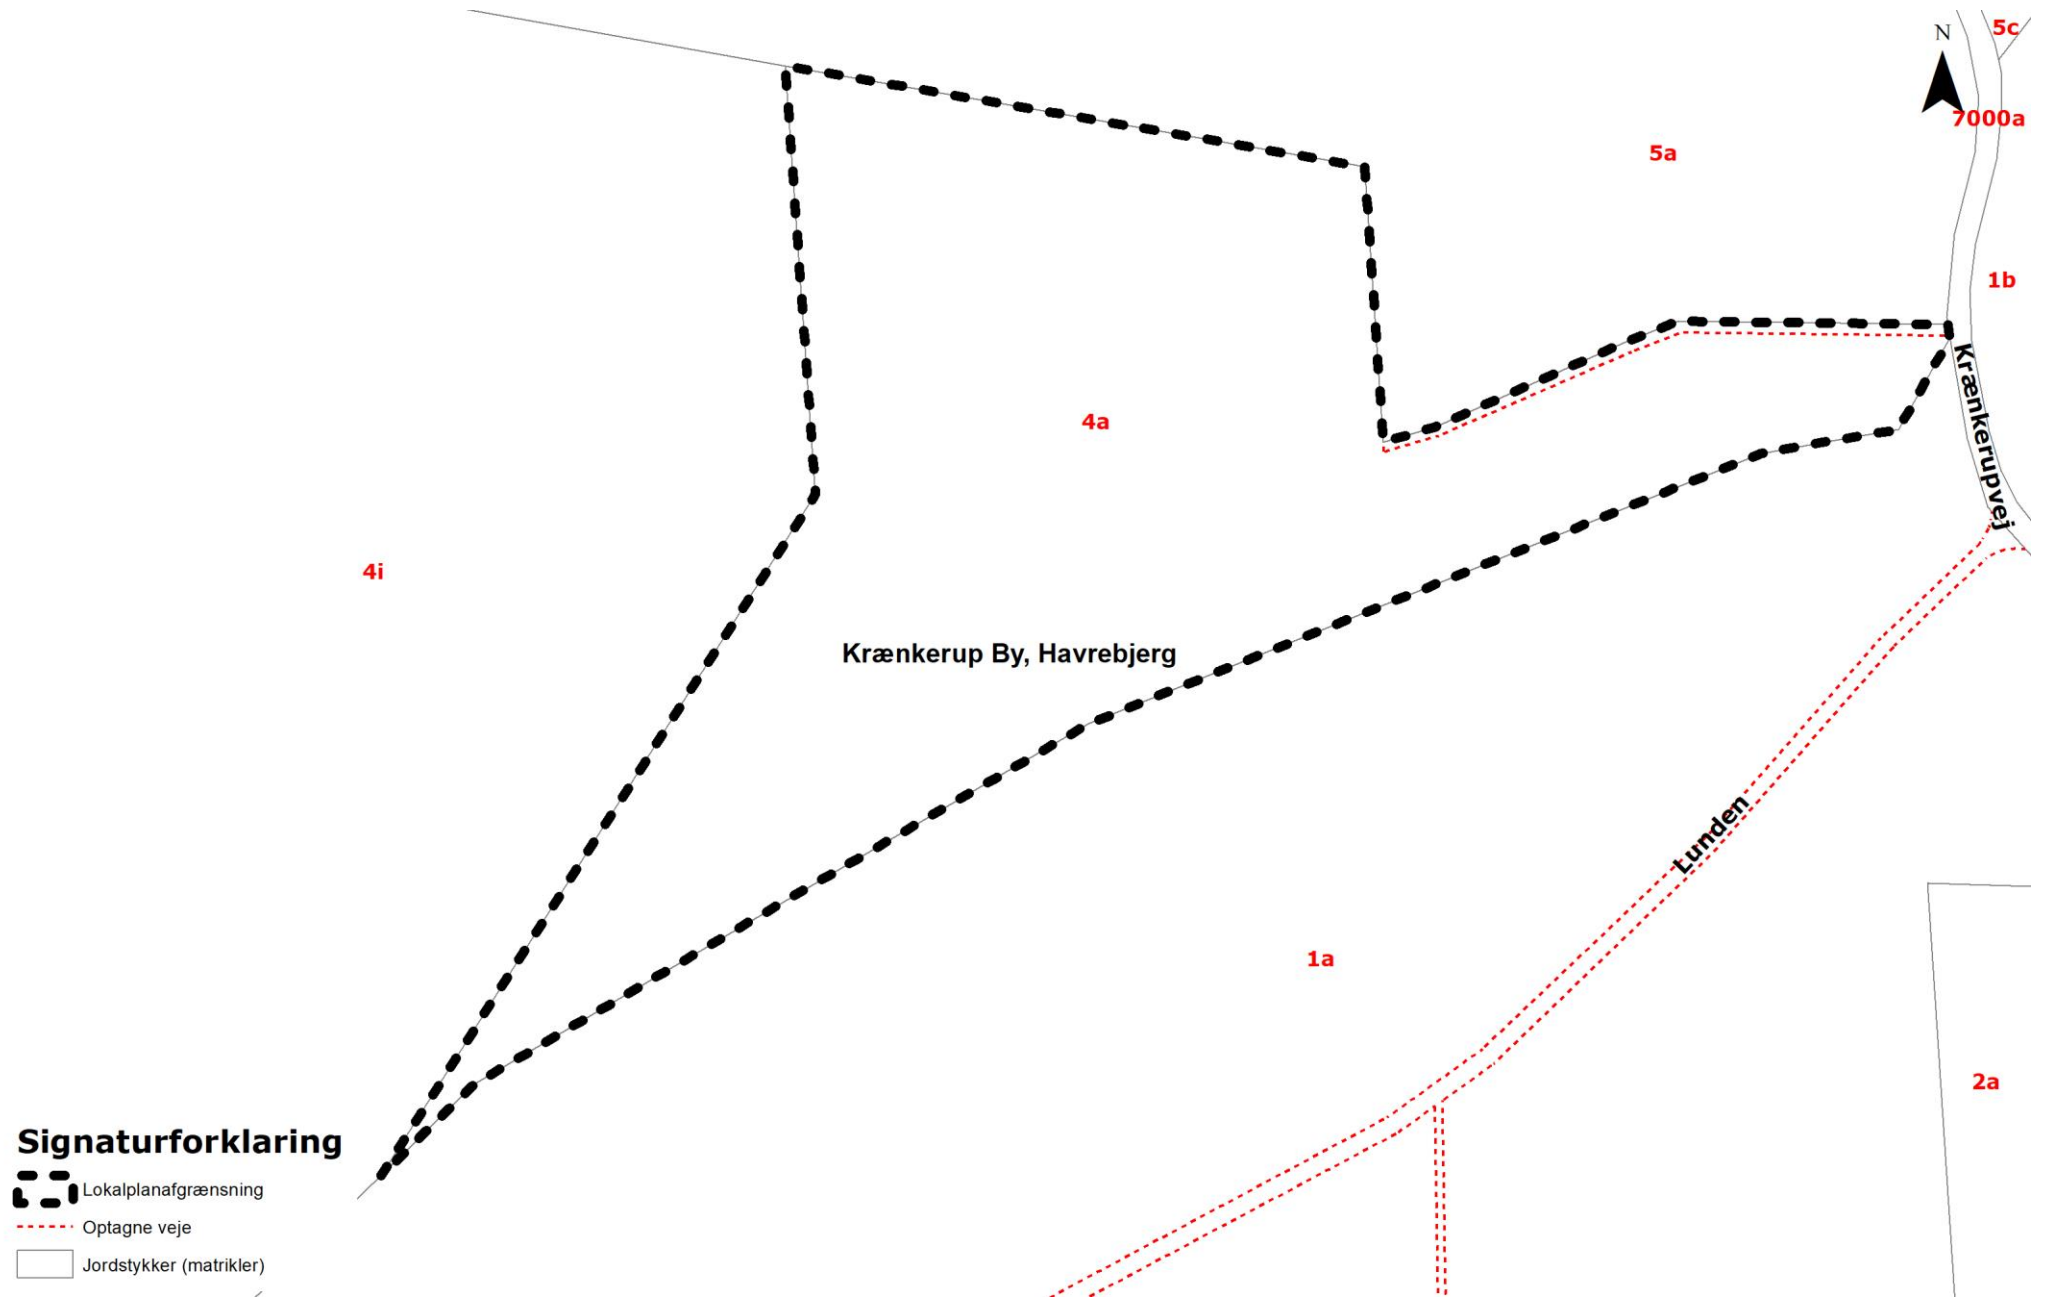 5c
N
7000a
5a
1b
Krænkerupvej
4a
4i
Krænkerup By, Havrebjerg
Lunden
1a
2a
Signaturforklaring
Lokalplanafgrænsning
Optagne veje
Jordstykker (matrikler)